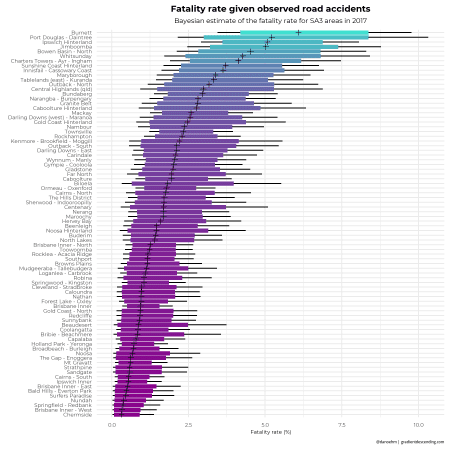 Fatality rate given observed road accidents
Bayesian estimate of the fatality rate for SA3 areas in 2017
Burnett
Port Douglas - Daintree
Ipswich Hinterland
Jimboomba
Bowen Basin - North
Whitsunday
Charters Towers - Ayr - Ingham
Sunshine Coast Hinterland
Innisfail - Cassowary Coast
Maryborough
Tablelands (east) - Kuranda
Outback - North
Central Highlands (qld)
Bundaberg
Narangba - Burpengary
Granite Belt
Caboolture Hinterland
Mackay
Darling Downs (west) - Maranoa
Gold Coast Hinterland
Nambour
Townsville
Rockhampton
Kenmore - Brookfield - Moggill
Outback - South
Darling Downs - East
Carindale
Wynnum - Manly
Gympie - Cooloola
Gladstone
Far North
Caboolture
Biloela
Ormeau - Oxenford
Cairns - North
The Hills District
Sherwood - Indooroopilly
Centenary
Nerang
Maroochy
Hervey Bay
Beenleigh
Noosa Hinterland
Buderim
North Lakes
Brisbane Inner - North
Toowoomba
Rocklea - Acacia Ridge
Southport
Browns Plains
Mudgeeraba - Tallebudgera
Loganlea - Carbrook
Robina
Springwood - Kingston
Cleveland - Stradbroke
Caloundra
Nathan
Forest Lake - Oxley
Brisbane Inner
Gold Coast - North
Redcliffe
Sunnybank
Beaudesert
Coolangatta
Bribie - Beachmere
Capalaba
Holland Park - Yeronga
Broadbeach - Burleigh
Noosa
The Gap - Enoggera
Mt Gravatt
Strathpine
Sandgate
Cairns - South
Ipswich Inner
Brisbane Inner - East
Bald Hills - Everton Park
Surfers Paradise
Nundah
Springfield - Redbank
Brisbane Inner - West
Chermside
0.0 2.5 5.0 7.5 10.0
Fatality rate (%)
@danoehm | gradientdescending.com